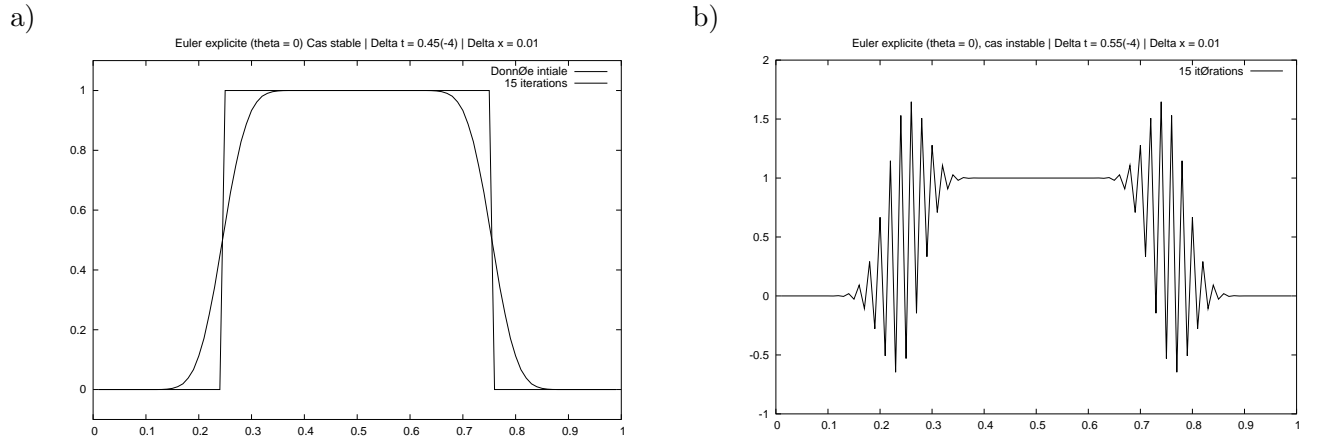 a)
Euler explicite (theta = 0) Cas stable | Delta t = 0.45(-4) | Delta x = 0.01
DonnØe intiale
15 iterations
1
0.8
0.6
0.4
0.2
0
0 0.1 0.2 0.3 0.4 0.5 0.6 0.7 0.8 0.9 1
b)
Euler explicite (theta = 0), cas instable | Delta t = 0.55(-4) | Delta x = 0.01
15 itØrations
2
1.5
1
0.5
0
-0.5
-1
0 0.1 0.2 0.3 0.4 0.5 0.6 0.7 0.8 0.9 1